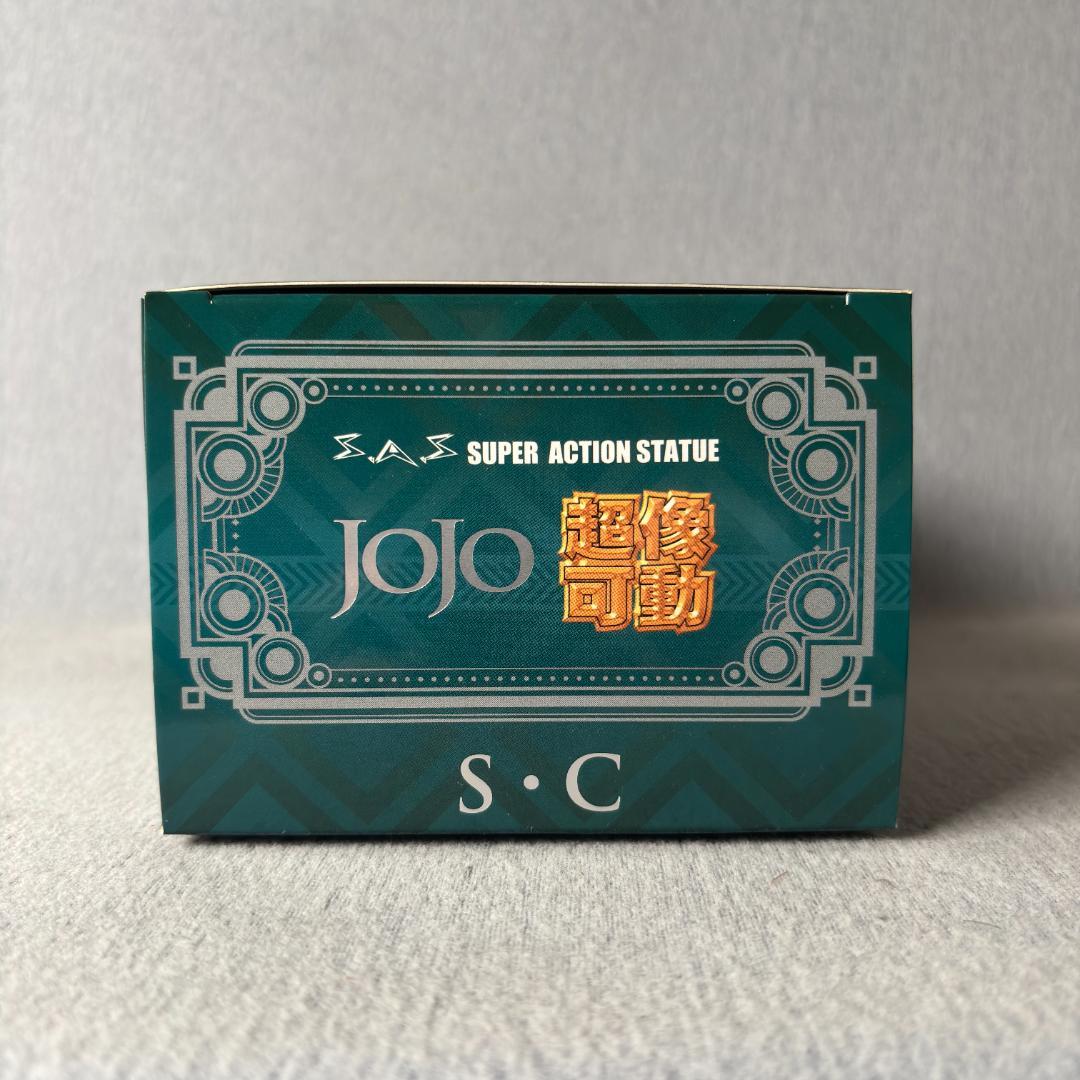 S.A.S SUPER ACTION STATUE
JOJO
超像
可動
S・C